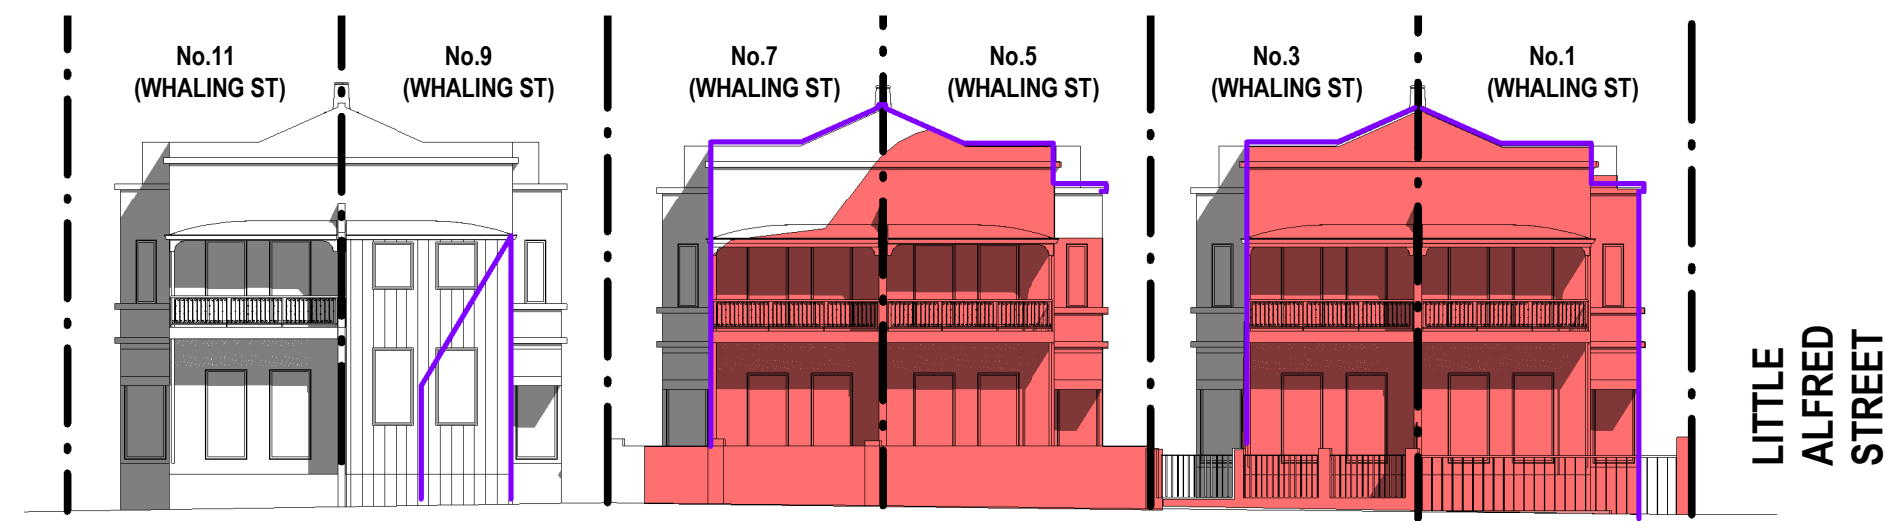 No.11
(WHALING ST)
No.9
(WHALING ST)
No.7
(WHALING ST)
No.5
(WHALING ST)
No.3
(WHALING ST)
No.1
(WHALING ST)
LITTLE
ALFRED
STREET